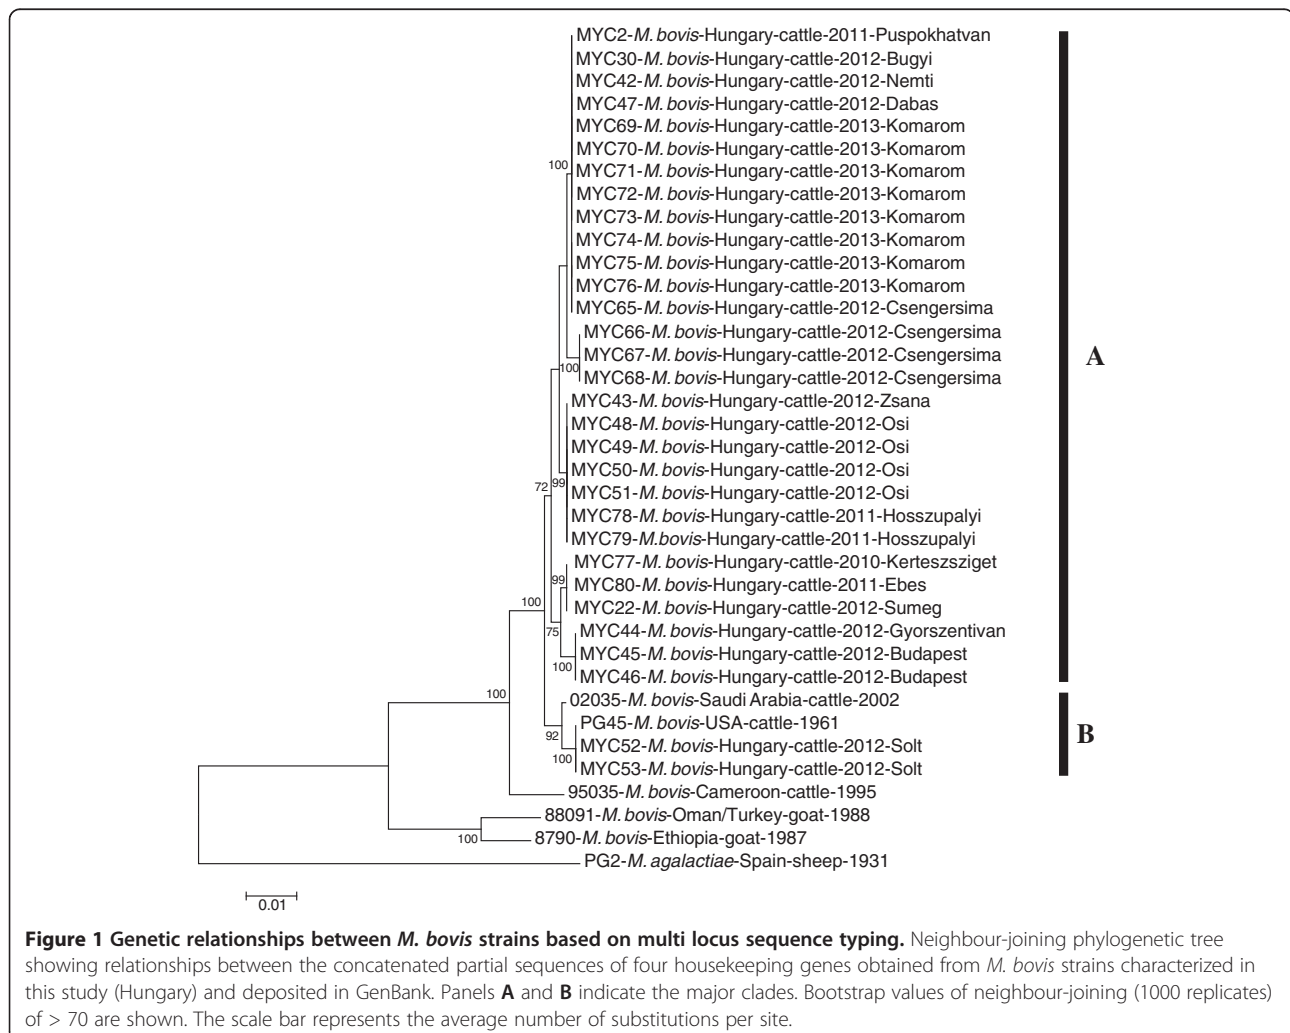 MYC2-M. bovis-Hungary-cattle-2011-Puspokhatvan
MYC30-M. bovis-Hungary-cattle-2012-Bugyi
MYC42-M. bovis-Hungary-cattle-2012-Nemti
MYC47-M. bovis-Hungary-cattle-2012-Dabas
MYC69-M. bovis-Hungary-cattle-2013-Komarom
MYC70-M. bovis-Hungary-cattle-2013-Komarom
100
MYC71-M. bovis-Hungary-cattle-2013-Komarom
MYC72-M. bovis-Hungary-cattle-2013-Komarom
MYC73-M. bovis-Hungary-cattle-2013-Komarom
MYC74-M. bovis-Hungary-cattle-2013-Komarom
MYC75-M. bovis-Hungary-cattle-2013-Komarom
MYC76-M. bovis-Hungary-cattle-2013-Komarom
MYC65-M. bovis-Hungary-cattle-2012-Csengersima
MYC66-M. bovis-Hungary-cattle-2012-Csengersima
MYC67-M. bovis-Hungary-cattle-2012-Csengersima
A
100
MYC68-M. bovis-Hungary-cattle-2012-Csengersima
MYC43-M. bovis-Hungary-cattle-2012-Zsana
MYC48-M. bovis-Hungary-cattle-2012-Osi
MYC49-M. bovis-Hungary-cattle-2012-Osi
MYC50-M. bovis-Hungary-cattle-2012-Osi
72
99
MYC51-M. bovis-Hungary-cattle-2012-Osi
MYC78-M. bovis-Hungary-cattle-2011-Hosszupalyi
MYC79-M.bovis-Hungary-cattle-2011-Hosszupalyi
MYC77-M. bovis-Hungary-cattle-2010-Kerteszsziget
99
MYC80-M. bovis-Hungary-cattle-2011-Ebes
100
MYC22-M. bovis-Hungary-cattle-2012-Sumeg
75
MYC44-M. bovis-Hungary-cattle-2012-Gyorszentivan
MYC45-M. bovis-Hungary-cattle-2012-Budapest
100
MYC46-M. bovis-Hungary-cattle-2012-Budapest
100
02035-M. bovis-Saudi Arabia-cattle-2002
PG45-M. bovis-USA-cattle-1961
92
B
MYC52-M. bovis-Hungary-cattle-2012-Solt
100
MYC53-M. bovis-Hungary-cattle-2012-Solt
95035-M. bovis-Cameroon-cattle-1995
88091-M. bovis-Oman/Turkey-goat-1988
100
8790-M. bovis-Ethiopia-goat-1987
PG2-M. agalactiae-Spain-sheep-1931
0.01
Figure 1 Genetic relationships between M. bovis strains based on multi locus sequence typing. Neighbour-joining phylogenetic tree
showing relationships between the concatenated partial sequences of four housekeeping genes obtained from M. bovis strains characterized in
this study (Hungary) and deposited in GenBank. Panels A and B indicate the major clades. Bootstrap values of neighbour-joining (1000 replicates)
of > 70 are shown. The scale bar represents the average number of substitutions per site.